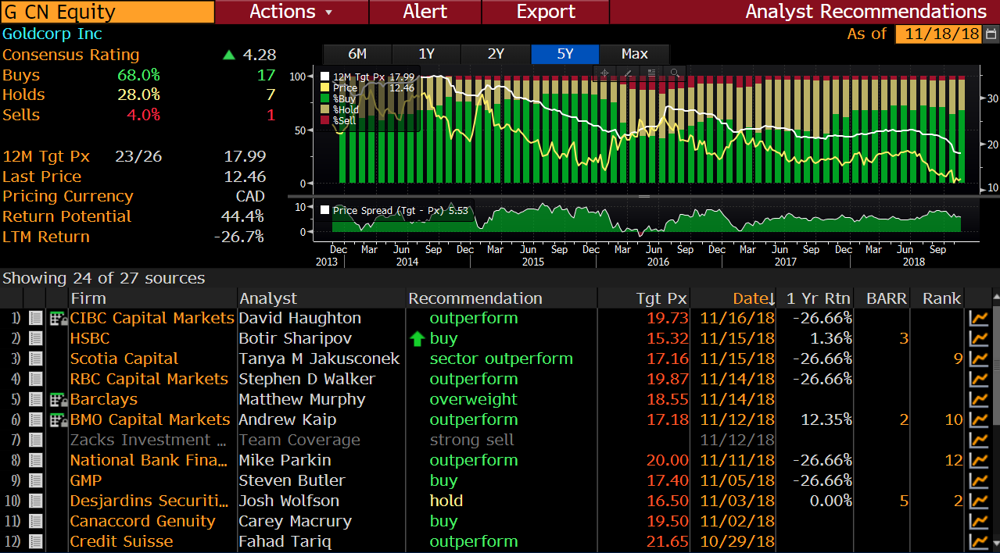 G CN Equity Actions Alert Export Analyst Recommendations
Goldcorp Inc As of 11/18/18
Consensus Rating 4.28
Buys 68.0% 17
Holds 28.0% 7
Sells 4.0% 1
12M Tgt Px 23/26 17.99
Last Price 12.46
Pricing Currency CAD
Return Potential 44.4%
LTM Return -26.7%
6M 1Y 2Y 5Y Max
12M Tgt Px 17.99
Price 12.46
%Buy
%Hold
%Sell
100
50
0
30
20
10
Price Spread (Tgt - Px) 5.53
10
0
Dec Mar Jun Sep Dec Mar Jun Sep Dec Mar Jun Sep Dec Mar Jun Sep Dec Mar Jun Sep
2013 2014 2015 2016 2017 2018
Showing 24 of 27 sources
Firm Analyst Recommendation Tgt Px Date↓ 1 Yr Rtn BARR Rank
1) CIBC Capital Markets David Haughton outperform 19.73 11/16/18 -26.66%
2) HSBC Botir Sharipov buy 15.32 11/15/18 1.36% 3
3) Scotia Capital Tanya M Jakusconek sector outperform 17.16 11/15/18 -26.66% 9
4) RBC Capital Markets Stephen D Walker outperform 19.87 11/14/18 -26.66%
5) Barclays Matthew Murphy overweight 18.55 11/14/18
6) BMO Capital Markets Andrew Kaip outperform 17.18 11/12/18 12.35% 2 10
7) Zacks Investment … Team Coverage strong sell 11/12/18
8) National Bank Fina… Mike Parkin outperform 20.00 11/11/18 -26.66% 12
9) GMP Steven Butler buy 17.40 11/05/18 -26.66%
10) Desjardins Securiti… Josh Wolfson hold 16.50 11/03/18 0.00% 5 2
11) Canaccord Genuity Carey Macrury buy 19.50 11/02/18
12) Credit Suisse Fahad Tariq outperform 21.65 10/29/18